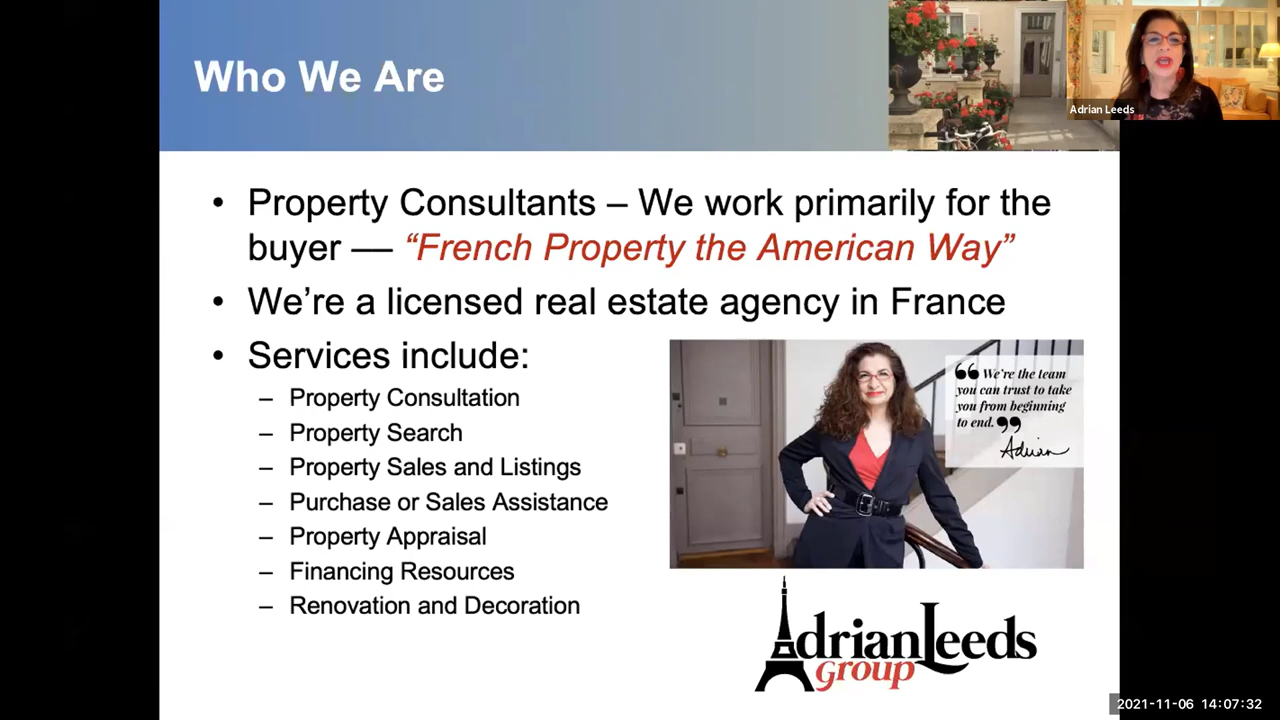 Who We Are
Adrian Leeds
• Property Consultants – We work primarily for the
buyer — “French Property the American Way”
• We’re a licensed real estate agency in France
• Services include:
– Property Consultation
– Property Search
– Property Sales and Listings
– Purchase or Sales Assistance
– Property Appraisal
– Financing Resources
– Renovation and Decoration
“We’re the team
you can trust to take
you from beginning
to end.”
Adrian
AdrianLeeds
group
2021-11-06 14:07:32